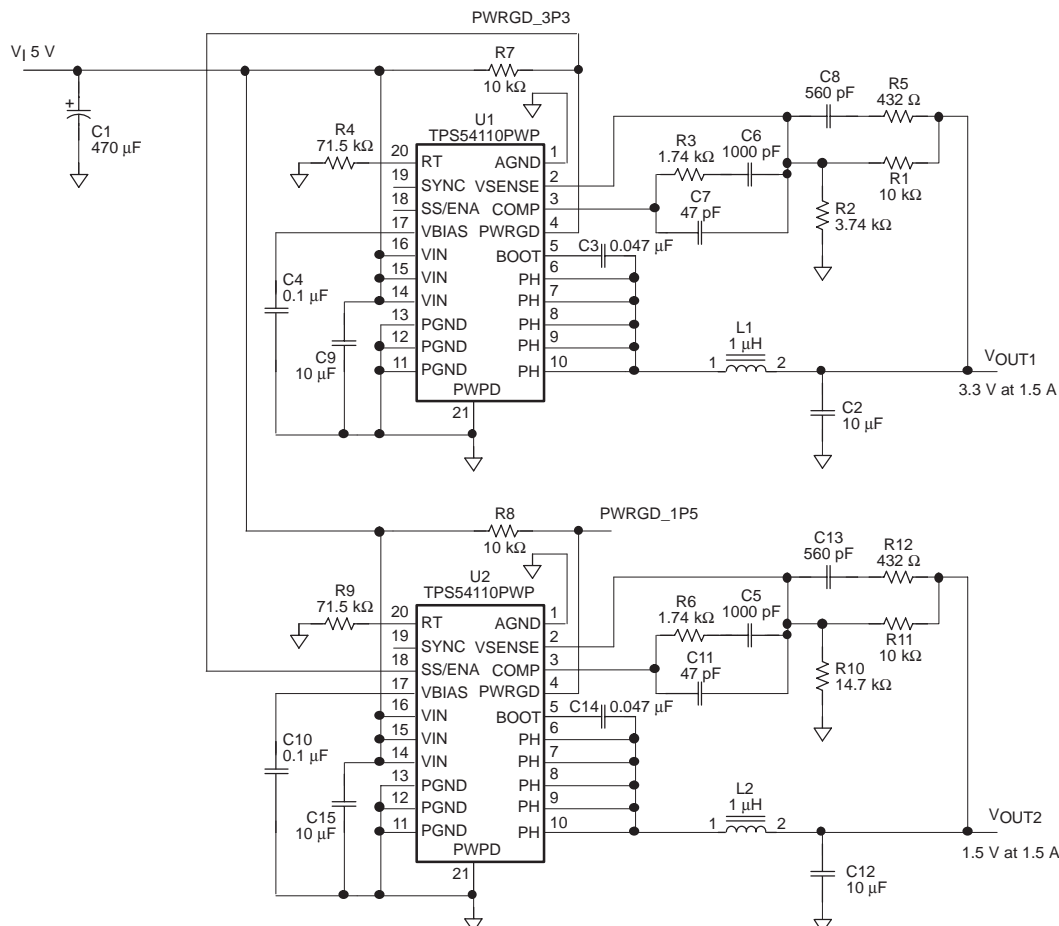 PWRGD_3P3
VI 5 V
R7
10 kΩ
C8
560 pF
R5
432 Ω
C1
470 µF
+
U1
TPS54110PWP
R4
71.5 kΩ
20 RT AGND 1
19 SYNC VSENSE 2
18 SS/ENA COMP 3
17 VBIAS PWRGD 4
16 VIN BOOT 5
15 VIN PH 6
14 VIN PH 7
13 PGND PH 8
12 PGND PH 9
11 PGND PH 10
PWPD
21
R3
1.74 kΩ
C6
1000 pF
C7
47 pF
R1
10 kΩ
R2
3.74 kΩ
C3 0.047 µF
C4
0.1 µF
C9
10 µF
L1
1 µH
1 2
VOUT1
3.3 V at 1.5 A
C2
10 µF
R8
10 kΩ
PWRGD_1P5
C13
560 pF
R12
432 Ω
U2
TPS54110PWP
R9
71.5 kΩ
20 RT AGND 1
19 SYNC VSENSE 2
18 SS/ENA COMP 3
17 VBIAS PWRGD 4
16 VIN BOOT 5
15 VIN PH 6
14 VIN PH 7
13 PGND PH 8
12 PGND PH 9
11 PGND PH 10
PWPD
21
R6
1.74 kΩ
C5
1000 pF
C11
47 pF
R11
10 kΩ
R10
14.7 kΩ
C14 0.047 µF
C10
0.1 µF
C15
10 µF
L2
1 µH
1 2
VOUT2
1.5 V at 1.5 A
C12
10 µF